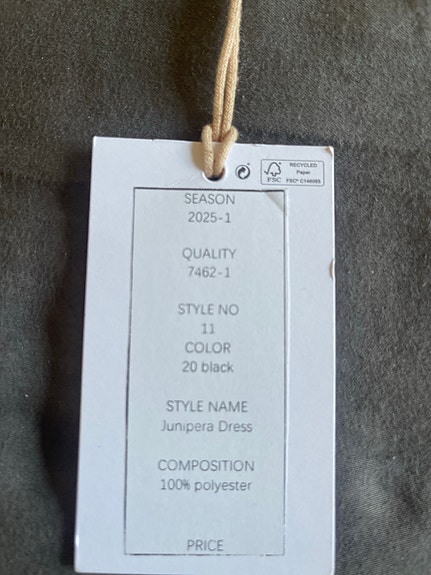 RECYCLED
Paper
FSC
FSC® C146085
SEASON
2025-1
QUALITY
7462-1
STYLE NO
11
COLOR
20 black
STYLE NAME
Junipera Dress
COMPOSITION
100% polyester
PRICE